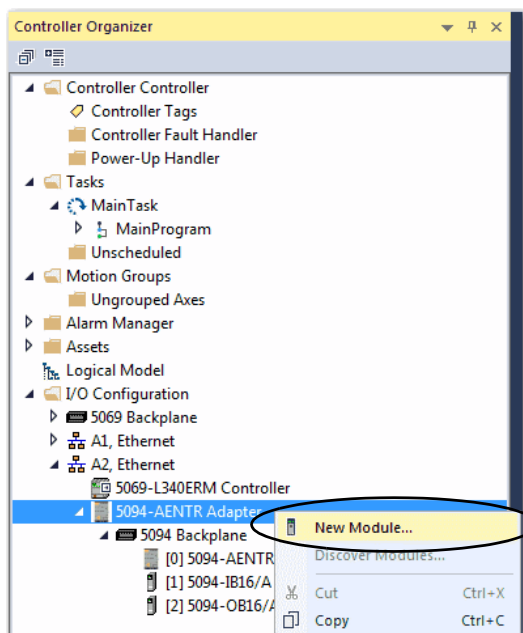 Controller Organizer
Controller Controller
Controller Tags
Controller Fault Handler
Power-Up Handler
Tasks
MainTask
MainProgram
Unscheduled
Motion Groups
Ungrouped Axes
Alarm Manager
Assets
Logical Model
I/O Configuration
5069 Backplane
A1, Ethernet
A2, Ethernet
5069-L340ERM Controller
5094-AENTR Adapter
New Module...
5094 Backplane
[0] 5094-AENTR
Discover Modules...
[1] 5094-IB16/A
Cut Ctrl+X
[2] 5094-OB16/A
Copy Ctrl+C